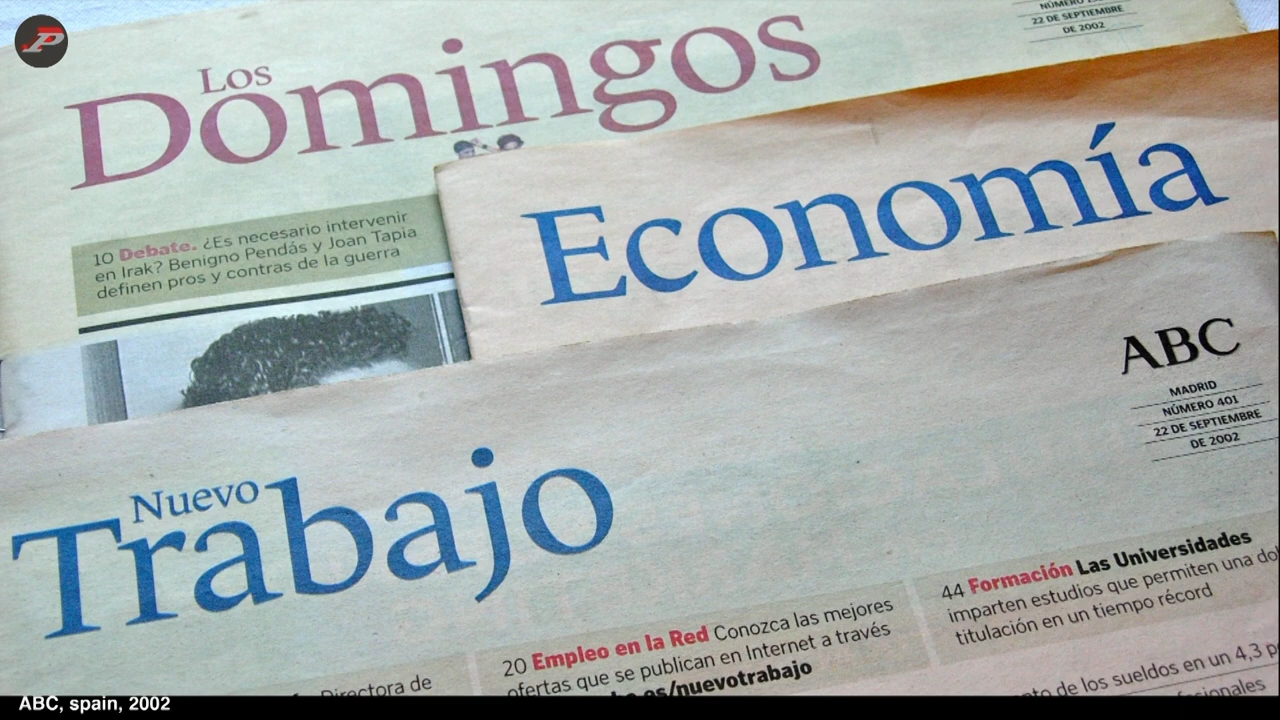 P
NÚMERO
22 DE SEPTIEMBRE
DE 2002
Los
Domingos
10 Debate. ¿Es necesario intervenir
en Irak? Benigno Pendás y Joan Tapia
definen pros y contras de la guerra
Economía
ABC
MADRID
NÚMERO 401
22 DE SEPTIEMBRE
DE 2002
Nuevo
Trabajo
Directora de
20 Empleo en la Red Conozca las mejores
ofertas que se publican en Internet a través
es/nuevotrabajo
44 Formación Las Universidades
imparten estudios que permiten una
titulación en un tiempo récord
de los sueldos en un 4,3
ABC, spain, 2002